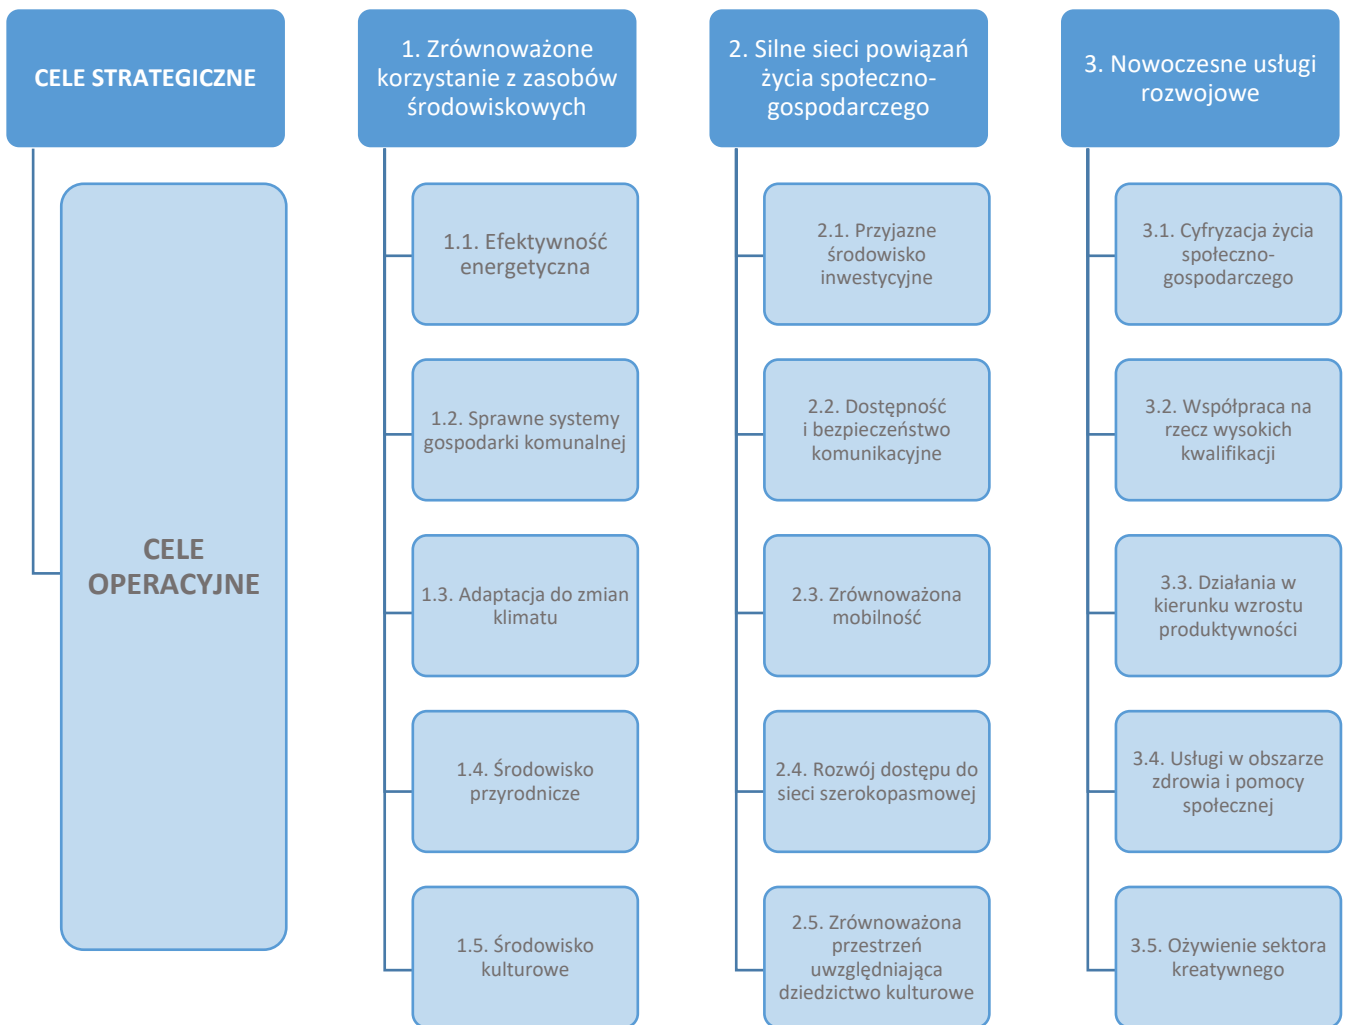 CELE STRATEGICZNE
1. Zrównoważone
korzystanie z zasobów
środowiskowych
2. Silne sieci powiązań
życia społeczno-
gospodarczego
3. Nowoczesne usługi
rozwojowe
CELE
OPERACYJNE
1.1. Efektywność
energetyczna
1.2. Sprawne systemy
gospodarki komunalnej
1.3. Adaptacja do zmian
klimatu
1.4. Środowisko
przyrodnicze
1.5. Środowisko
kulturowe
2.1. Przyjazne
środowisko
inwestycyjne
2.2. Dostępność
i bezpieczeństwo
komunikacyjne
2.3. Zrównoważona
mobilność
2.4. Rozwój dostępu do
sieci szerokopasmowej
2.5. Zrównoważona
przestrzeń
uwzględniająca
dziedzictwo kulturowe
3.1. Cyfryzacja życia
społeczno-
gospodarczego
3.2. Współpraca na
rzecz wysokich
kwalifikacji
3.3. Działania w
kierunku wzrostu
produktywności
3.4. Usługi w obszarze
zdrowia i pomocy
społecznej
3.5. Ożywienie sektora
kreatywnego